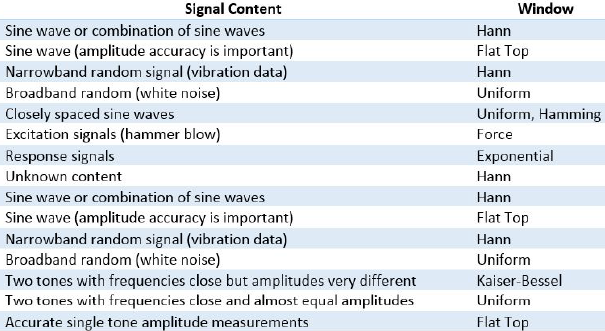 Signal Content Window
Sine wave or combination of sine waves Hann
Sine wave (amplitude accuracy is important) Flat Top
Narrowband random signal (vibration data) Hann
Broadband random (white noise) Uniform
Closely spaced sine waves Uniform, Hamming
Excitation signals (hammer blow) Force
Response signals Exponential
Unknown content Hann
Sine wave or combination of sine waves Hann
Sine wave (amplitude accuracy is important) Flat Top
Narrowband random signal (vibration data) Hann
Broadband random (white noise) Uniform
Two tones with frequencies close but amplitudes very different Kaiser-Bessel
Two tones with frequencies close and almost equal amplitudes Uniform
Accurate single tone amplitude measurements Flat Top